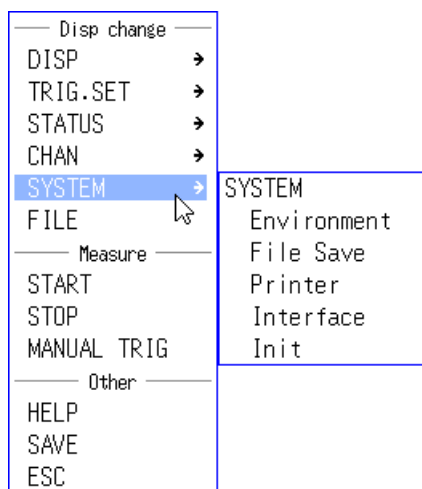 Disp change
DISP
TRIG.SET
STATUS
CHAN
SYSTEM
FILE
Measure
START
STOP
MANUAL TRIG
Other
HELP
SAVE
ESC
SYSTEM
Environment
File Save
Printer
Interface
Init